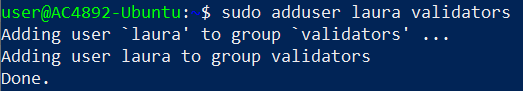 user@AC4892-Ubuntu: $ sudo adduser laura validators
Adding user `laura' to group `validators' ...
Adding user laura to group validators
Done.